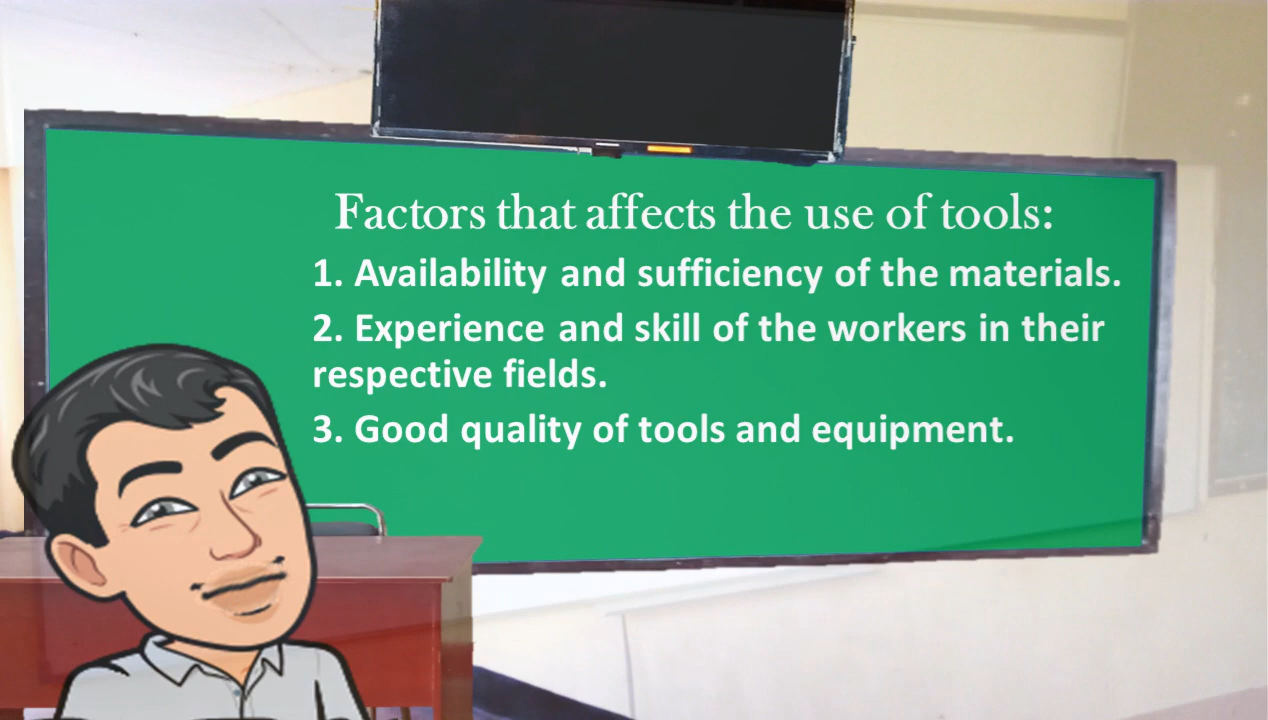 Factors that affects the use of tools:
1. Availability and sufficiency of the materials.
2. Experience and skill of the workers in their
respective fields.
3. Good quality of tools and equipment.